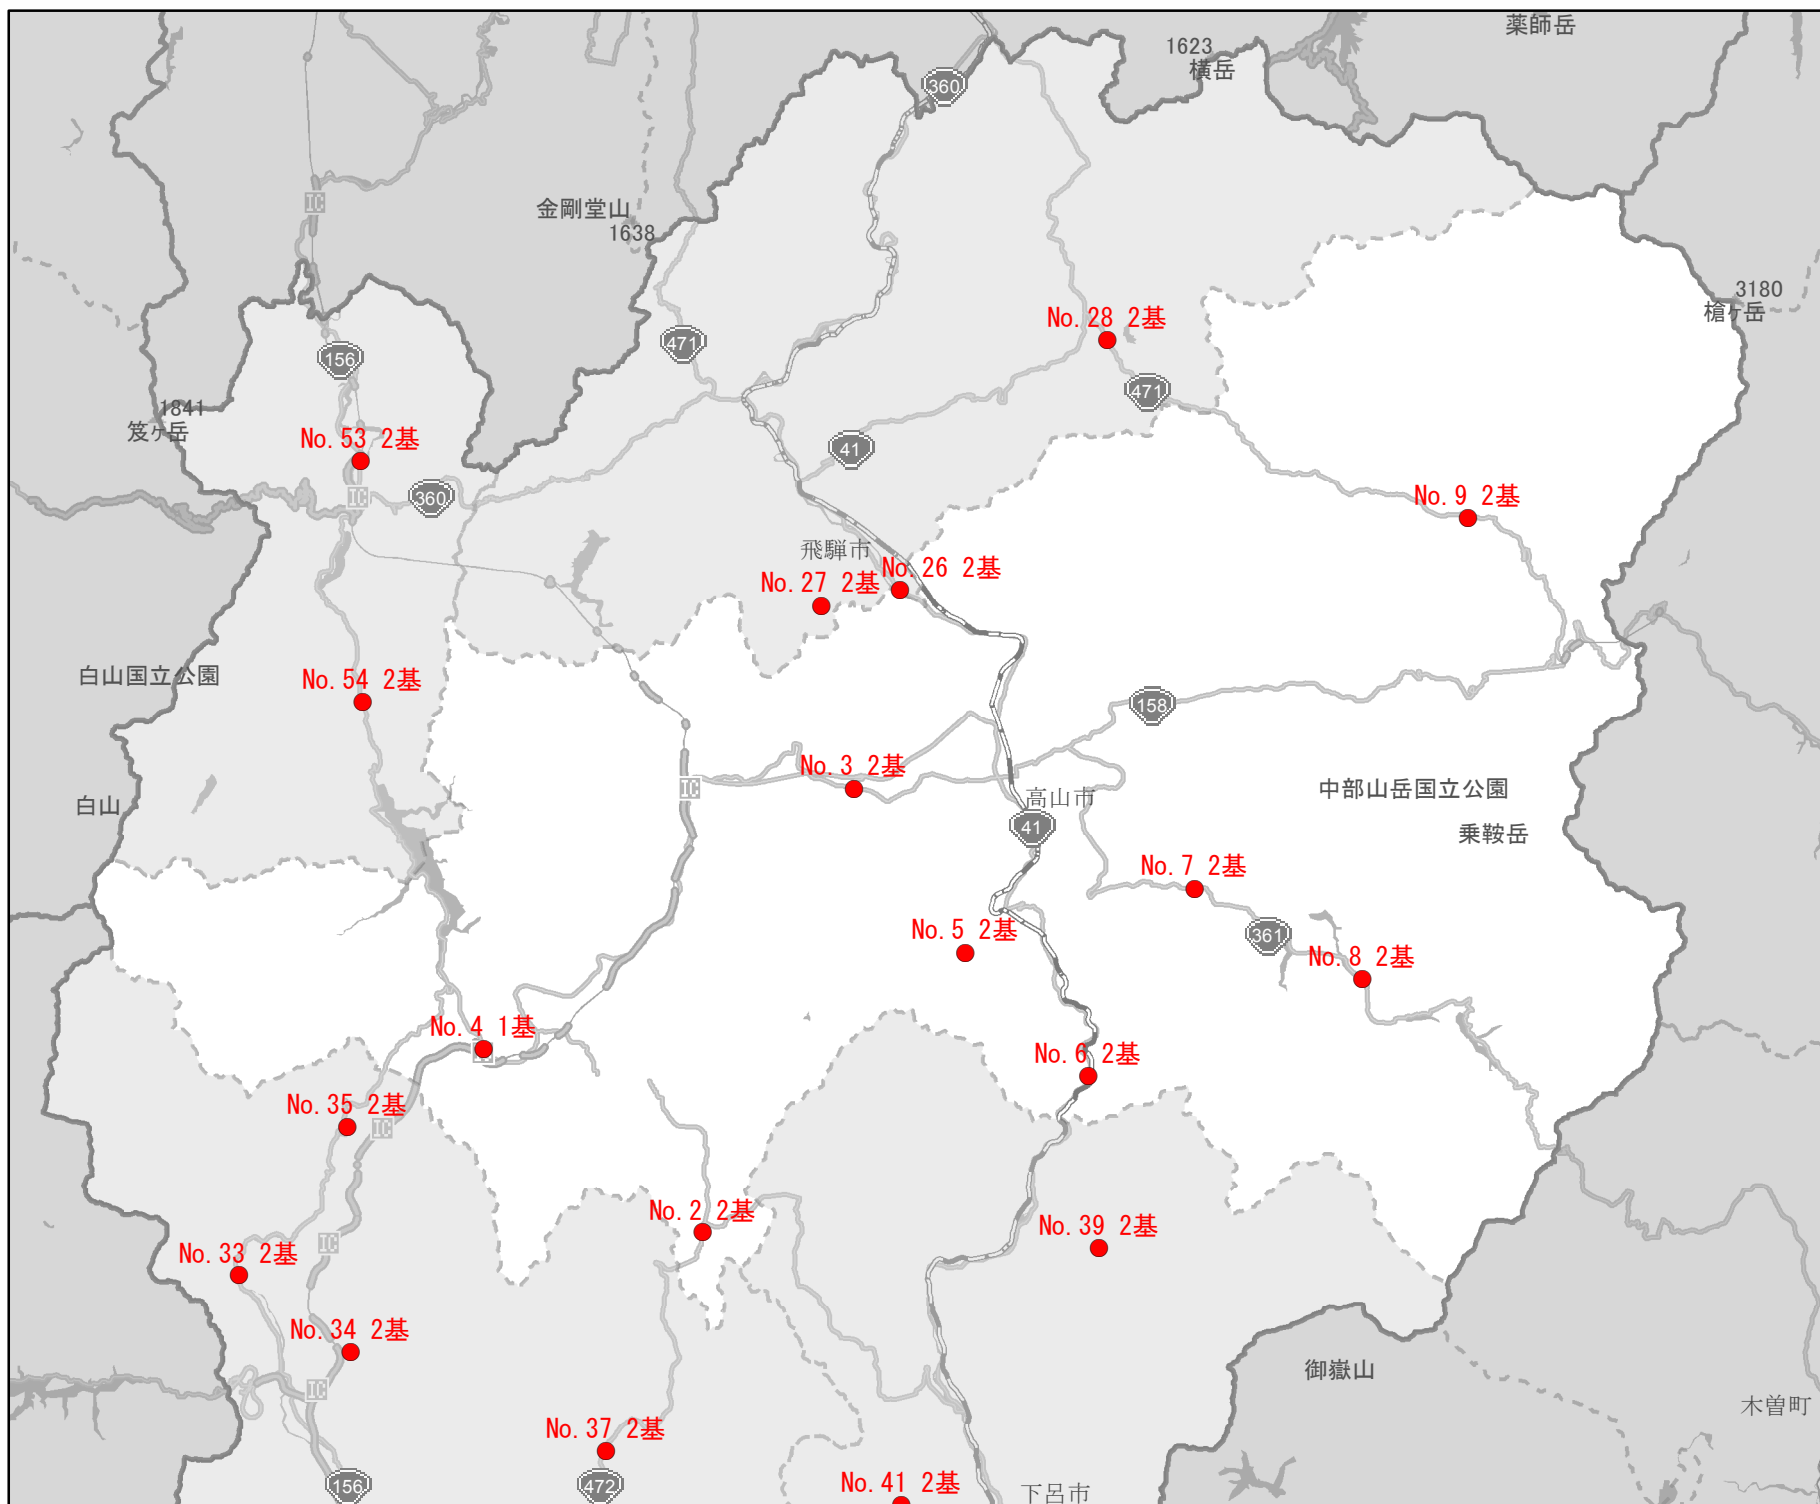 薬師岳
1623
横岳
360
IC
金剛堂山
1638
3180
槍ヶ岳
No.28 2基
471
156
471
1841
笈ヶ岳
No.53 2基
41
IC
360
No.9 2基
飛騨市
No.26 2基
No.27 2基
白山国立公園
No.54 2基
158
No.3 2基
IC
白山
高山市
41
中部山岳国立公園
乗鞍岳
No.7 2基
No.5 2基
361
No.8 2基
No.4 1基
No.6 2基
No.35 2基
IC
No.2 2基
No.39 2基
No.33 2基
IC
No.34 2基
御嶽山
IC
木曽町
No.37 2基
156
472
No.41 2基
下呂市